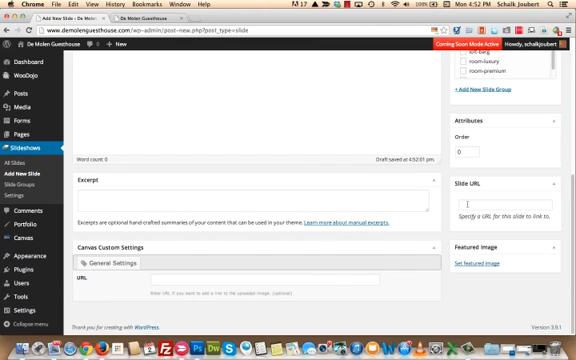 Chrome File Edit View History Bookmarks Window Help
100% Mon 4:52 PM Schalk Joubert
Add New Slide ‹ De Molen
De Molen Guesthouse
www.demolenguesthouse.com/wp-admin/post-new.php?post_type=slide
De Molen Guesthouse
0
+ New
Coming Soon Mode Active
Howdy, schalkjoubert
Dashboard
WooDojo
Posts
Media
Forms
Pages
Slideshows
All Slides
Add New Slide
Slide Groups
Settings
Comments
Portfolio
Canvas
Appearance
Plugins
Users
Tools
Settings
Collapse menu
Word count: 0
Draft saved at 4:52:01 pm.
Excerpt
Excerpts are optional hand-crafted summaries of your content that can be used in your theme. Learn more about manual excerpts.
Canvas Custom Settings
General Settings
URL
Enter URL if you want to add a link to the uploaded image. (optional)
room-luxury
room-premium
+ Add New Slide Group
Attributes
Order
0
Slide URL
Specify a URL for this slide to link to.
Featured Image
Set featured image
Thank you for creating with WordPress.
Version 3.9.1